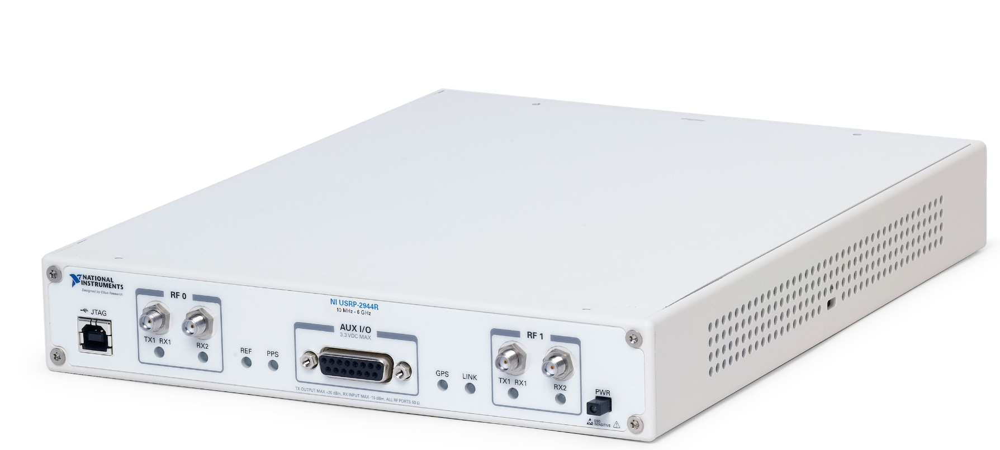 NATIONAL
INSTRUMENTS
Designed by Ettus Research
JTAG
RF 0
TX1 RX1
RX2
REF
PPS
NI USRP-2944R
10 MHz - 6 GHz
AUX I/O
3.3 VDC MAX
TX OUTPUT MAX +20 dBm, RX INPUT MAX -15 dBm, ALL RF PORTS 50 Ω
GPS
LINK
RF 1
TX1 RX1
RX2
PWR
ESD
SENSITIVE